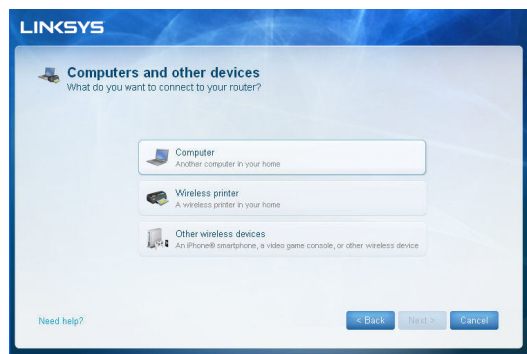 LINKSYS
Computers and other devices
What do you want to connect to your router?
Computer
Another computer in your home
Wireless printer
A wireless printer in your home
Other wireless devices
An iPhone® smartphone, a video game console, or other wireless device
Need help?
< Back
Next >
Cancel